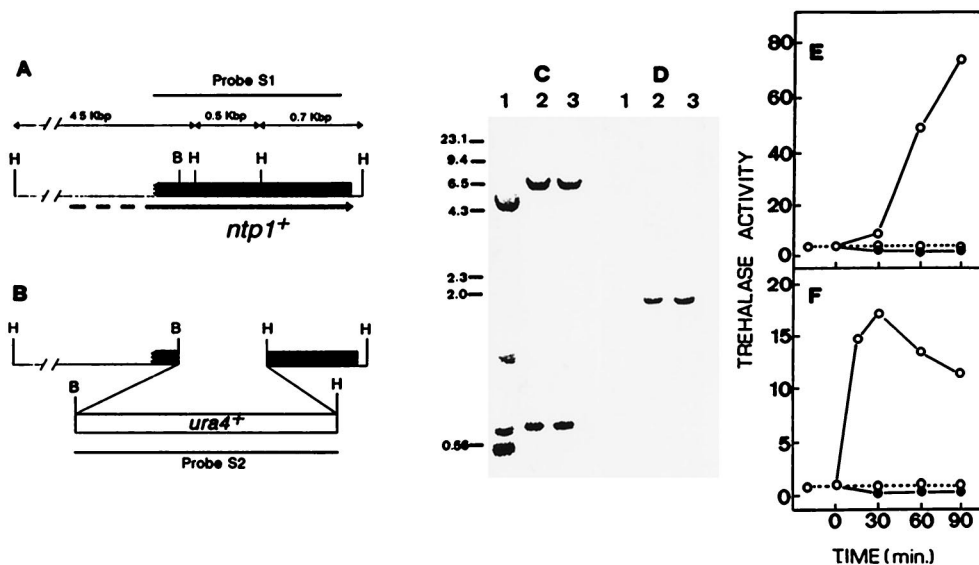 A
Probe S1
4 5 Kbp
0.5 Kbp
0.7 Kbp
H
B H
H
H
ntp1+
B
H
B
H
H
B
H
ura4+
Probe S2
C
D
1 2 3
1 2 3
23.1
9.4
6.5
4.3
2.3
2.0
0.56
TREHALASE ACTIVITY
E
80
60
40
20
0
F
20
15
10
5
0
0 30 60 90
TIME (min.)